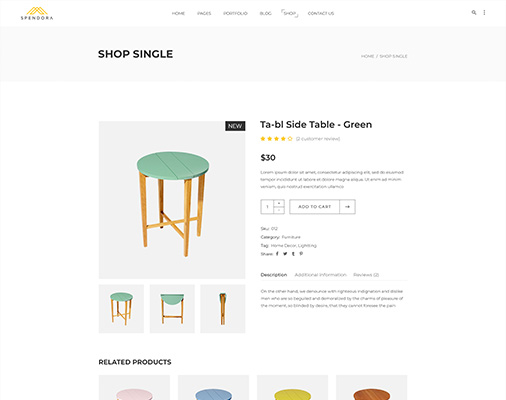 SPENDORA
HOME PAGES PORTFOLIO BLOG SHOP CONTACT US
SHOP SINGLE
HOME / SHOP SINGLE
NEW
Ta-bl Side Table - Green
(2 customer review)
$30
Lorem ipsum dolor sit amet, consectetur adipiscing elit, sed do eiusmod
tempor incididunt ut labore et dolore magna aliqua. Ut enim ad minim
veniam, quis nostrud exercitation ullamco.
1 + - ADD TO CART →
Sku: 012
Category: Furniture
Tag: Home Decor, Lighting
Share:
Description Additional Information Reviews (2)
On the other hand, we denounce with righteous indignation and dislike
men who are so beguiled and demoralized by the charms of pleasure of
the moment, so blinded by desire, that they cannot foresee the pain
RELATED PRODUCTS